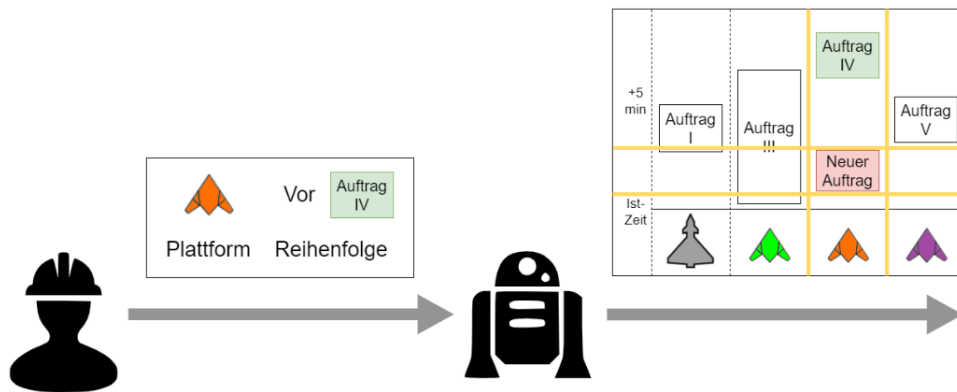 Vor
Auftrag
IV
Plattform
Reihenfolge
+5
min
Ist-
Zeit
Auftrag
I
Auftrag
III
Auftrag
IV
Neuer
Auftrag
Auftrag
V